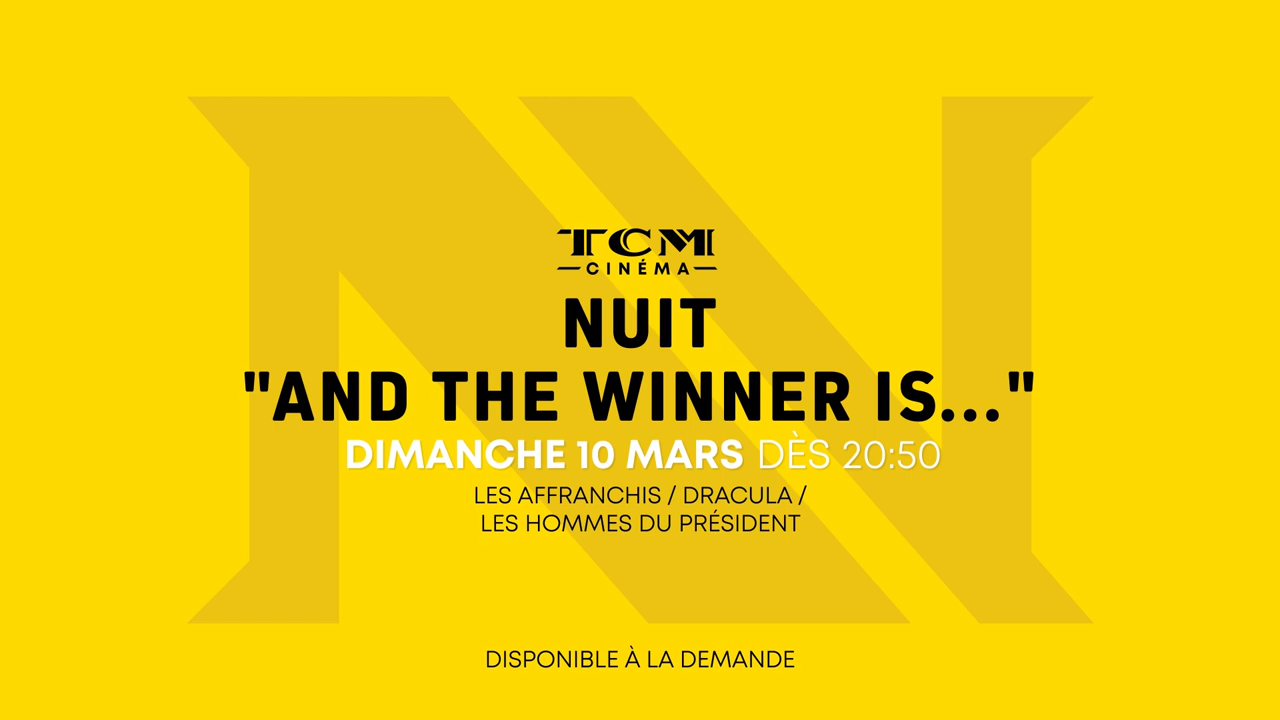 TCM
CINÉMA
NUIT
"AND THE WINNER IS..."
DIMANCHE 10 MARS DÈS 20:50
LES AFFRANCHIS / DRACULA /
LES HOMMES DU PRÉSIDENT
DISPONIBLE À LA DEMANDE